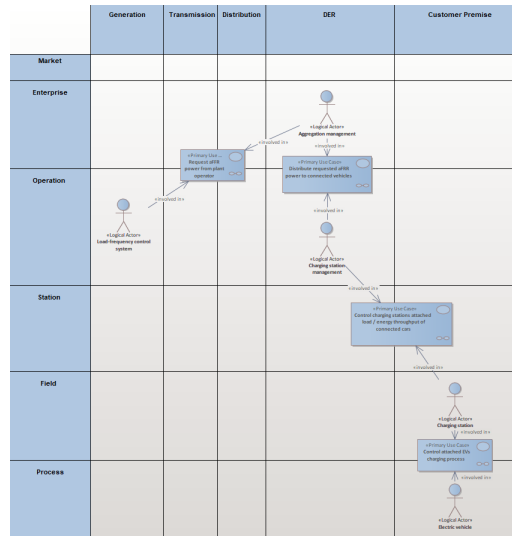 Generation
Transmission
Distribution
DER
Customer Premise
Market
Enterprise
«Logical Actor»
Aggregation management
«involved in»
«involved in»
«Primary Use ...
Request aFRR
power from plant
operator
«Primary Use Case»
Distribute requested aFRR
power to connected vehicles
Operation
«involved in»
«involved in»
«Logical Actor»
Load-frequency control
system
«Logical Actor»
Charging station
management
«involved in»
Station
«Primary Use Case»
Control charging stations attached
load / energy throughput of
connected cars
«involved in»
Field
«Logical Actor»
Charging station
«involved in»
«Primary Use Case»
Control attached EVs
charging process
Process
«involved in»
«Logical Actor»
Electric vehicle